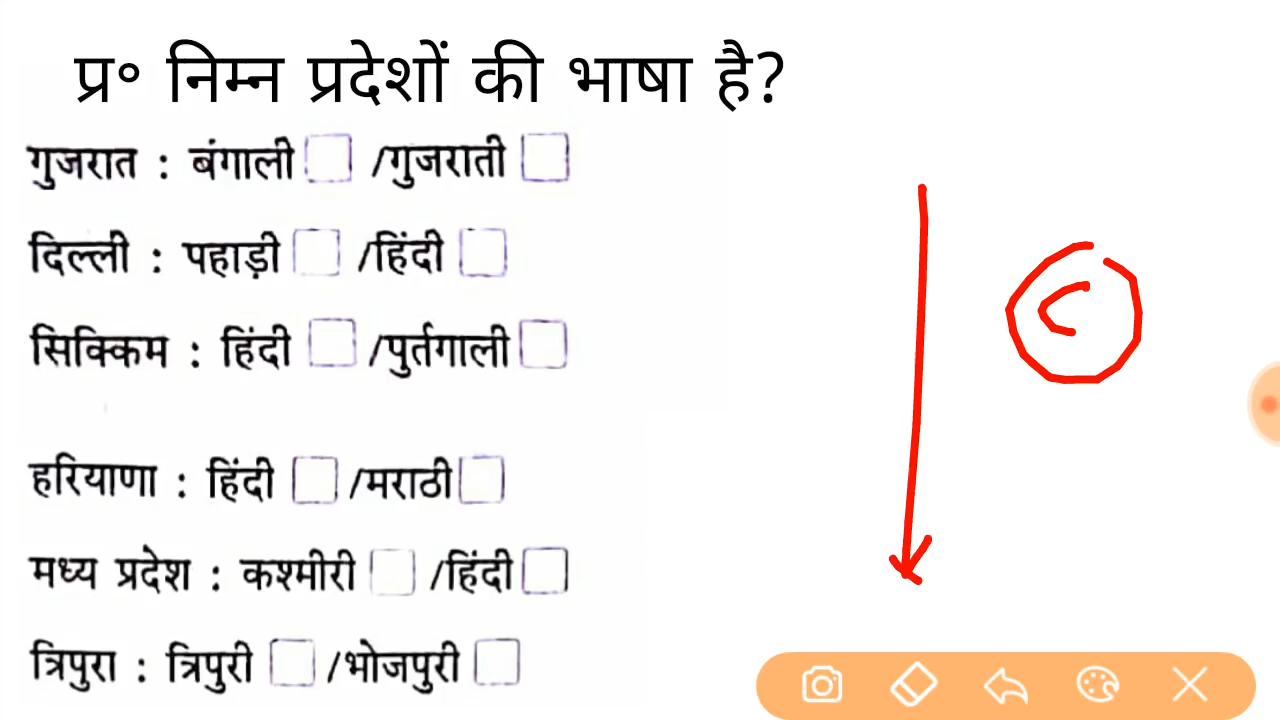 प्र॰ निम्न प्रदेशों की भाषा है?
गुजरात : बंगाली /गुजराती
दिल्ली : पहाड़ी /हिंदी
सिक्किम : हिंदी /पुर्तगाली
हरियाणा : हिंदी /मराठी
मध्य प्रदेश : कश्मीरी /हिंदी
त्रिपुरा : त्रिपुरी /भोजपुरी